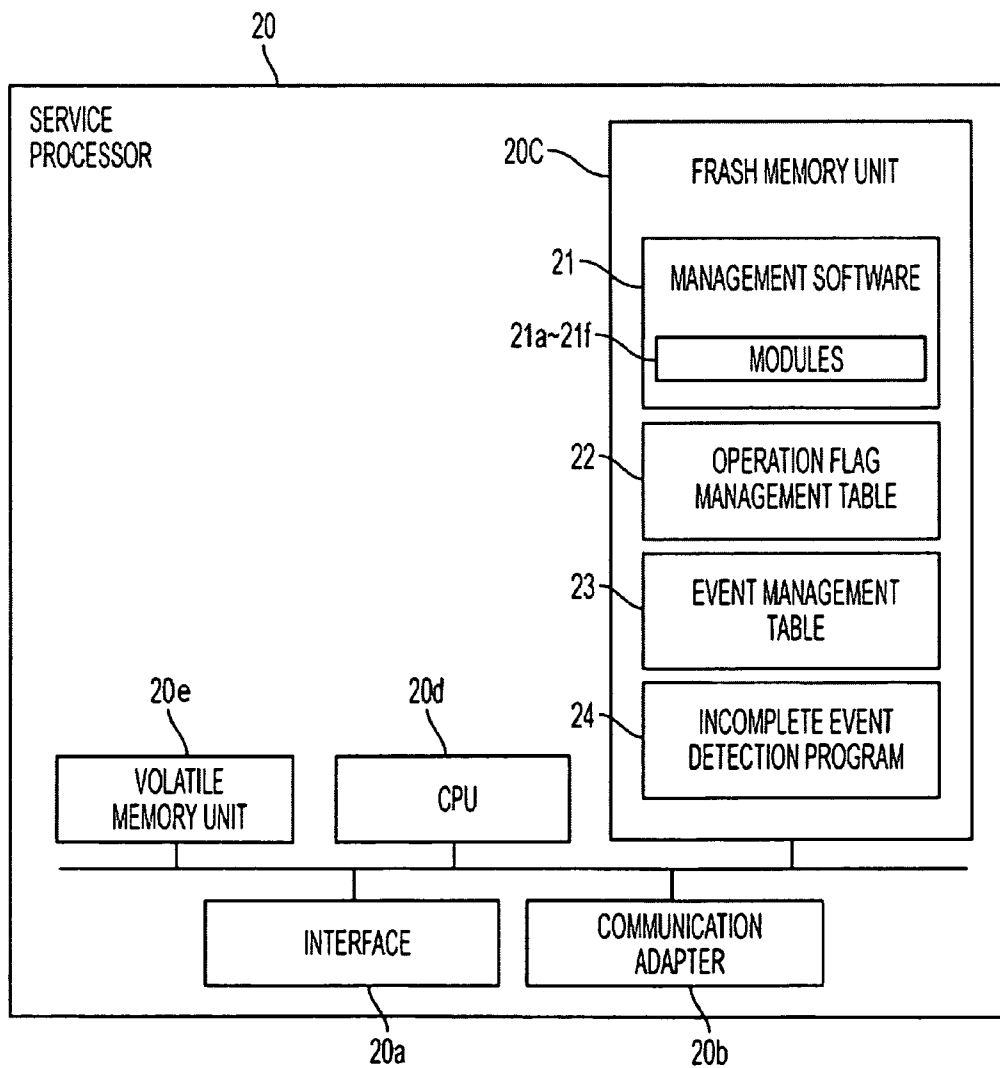 20
SERVICE
PROCESSOR
20C
FRASH MEMORY UNIT
21
MANAGEMENT SOFTWARE
21a~21f
MODULES
22
OPERATION FLAG
MANAGEMENT TABLE
23
EVENT MANAGEMENT
TABLE
24
INCOMPLETE EVENT
DETECTION PROGRAM
20e
VOLATILE
MEMORY UNIT
20d
CPU
INTERFACE
20a
COMMUNICATION
ADAPTER
20b